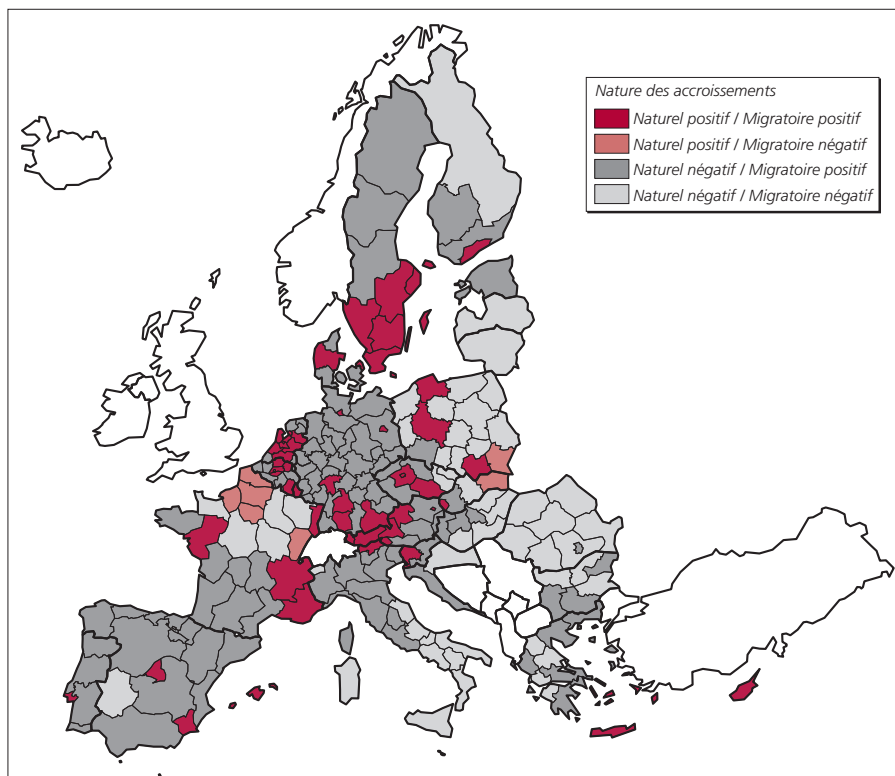 Nature des accroissements
Naturel positif / Migratoire positif
Naturel positif / Migratoire négatif
Naturel négatif / Migratoire positif
Naturel négatif / Migratoire négatif